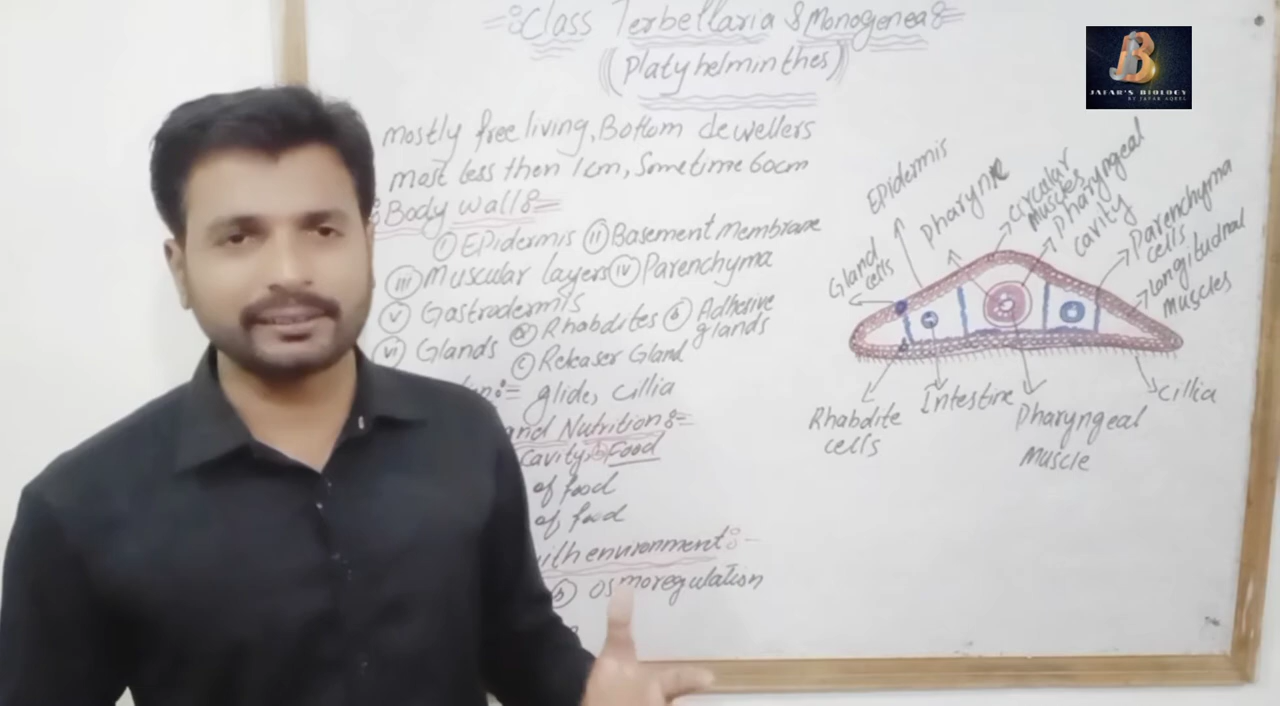 Class Terbellaria & Monogenea
(Platyhelminthes)
mostly free living, Bottom dewellers
most less then 1cm, Sometime 60cm
Body wall
(i) Epidermis (ii) Basement membrane
(iii) Muscular layers (iv) Parenchyma
(v) Gastrodermis
(vi) Glands (a) Rhabdites (b) Adhesive glands
(c) Releaser Gland
glide, cillia
and Nutrition
Cavity, Food
of food
of food
with environment
(b) Osmoregulation
Epidermis
Pharynx
Circular Muscles
Pharyngeal cavity
Parenchyma cells
Longitudnal Muscles
Gland cells
Rhabdite cells
Intestine
Pharyngeal Muscle
Cillia
JB
JAFAR'S BIOLOGY